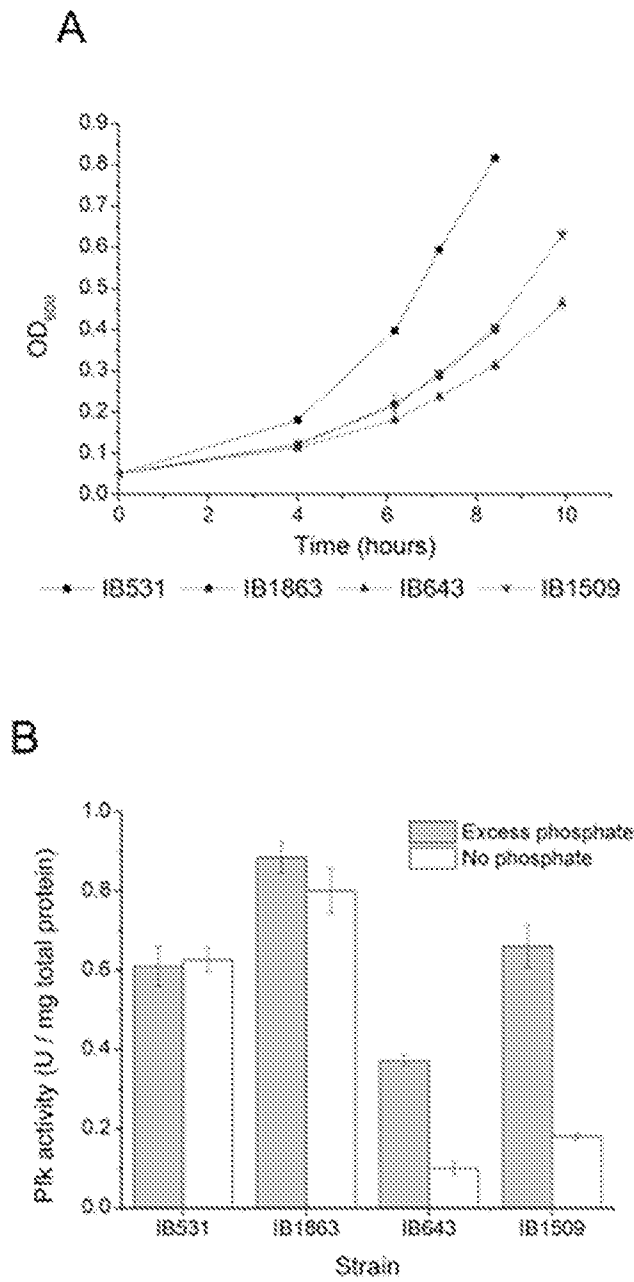 A
0.9
0.8
0.7
0.6
0.5
0.4
0.3
0.2
0.1
0.0
OD
0 2 4 6 8 10
Time (hours)
IB531 IB1863 IB643 IB1509
B
1.0
0.8
0.6
0.4
0.2
0.0
Pfk activity (U / mg total protein)
Excess phosphate
No phosphate
IB531 IB1863 IB643 IB1509
Strain